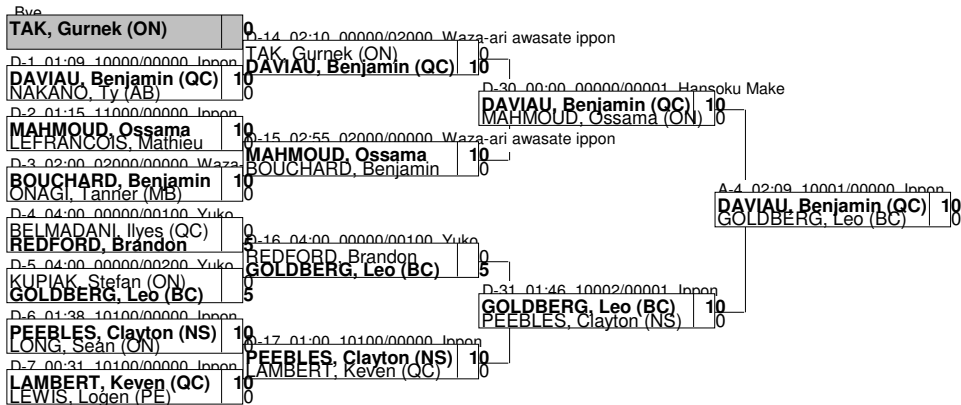 Bye
TAK, Gurnek (ON) 0
D-1 01:09 10000/00000 Ippon
DAVIAU, Benjamin (QC) 10
NAKANO, Ty (AB) 0
D-2 01:15 11000/00000 Ippon
MAHMOUD, Ossama 10
LEFRANCOIS, Mathieu 0
D-3 02:00 02000/00000 Waza-
BOUCHARD, Benjamin 10
ONAGI, Tanner (MB) 0
D-4 04:00 00000/00100 Yuko
BELMADANI, Ilyes (QC) 0
REDFORD, Brandon 5
D-5 04:00 00000/00200 Yuko
KUPIAK, Stefan (ON) 0
GOLDBERG, Leo (BC) 5
D-6 01:38 10100/00000 Ippon
PEEBLES, Clayton (NS) 10
LONG, Sean (ON) 0
D-7 00:31 10100/00000 Ippon
LAMBERT, Keven (QC) 10
LEWIS, Logen (PE) 0
D-14 02:10 00000/02000 Waza-ari awasate ippon
TAK, Gurnek (ON) 0
DAVIAU, Benjamin (QC) 10
D-15 02:55 02000/00000 Waza-ari awasate ippon
MAHMOUD, Ossama 10
BOUCHARD, Benjamin 0
D-16 04:00 00000/00100 Yuko
REDFORD, Brandon 0
GOLDBERG, Leo (BC) 5
D-17 01:00 10100/00000 Ippon
PEEBLES, Clayton (NS) 10
LAMBERT, Keven (QC) 0
D-30 00:00 00000/00001 Hansoku Make
DAVIAU, Benjamin (QC) 10
MAHMOUD, Ossama (ON) 0
D-31 01:46 10002/00001 Ippon
GOLDBERG, Leo (BC) 10
PEEBLES, Clayton (NS) 0
A-4 02:09 10001/00000 Ippon
DAVIAU, Benjamin (QC) 10
GOLDBERG, Leo (BC) 0